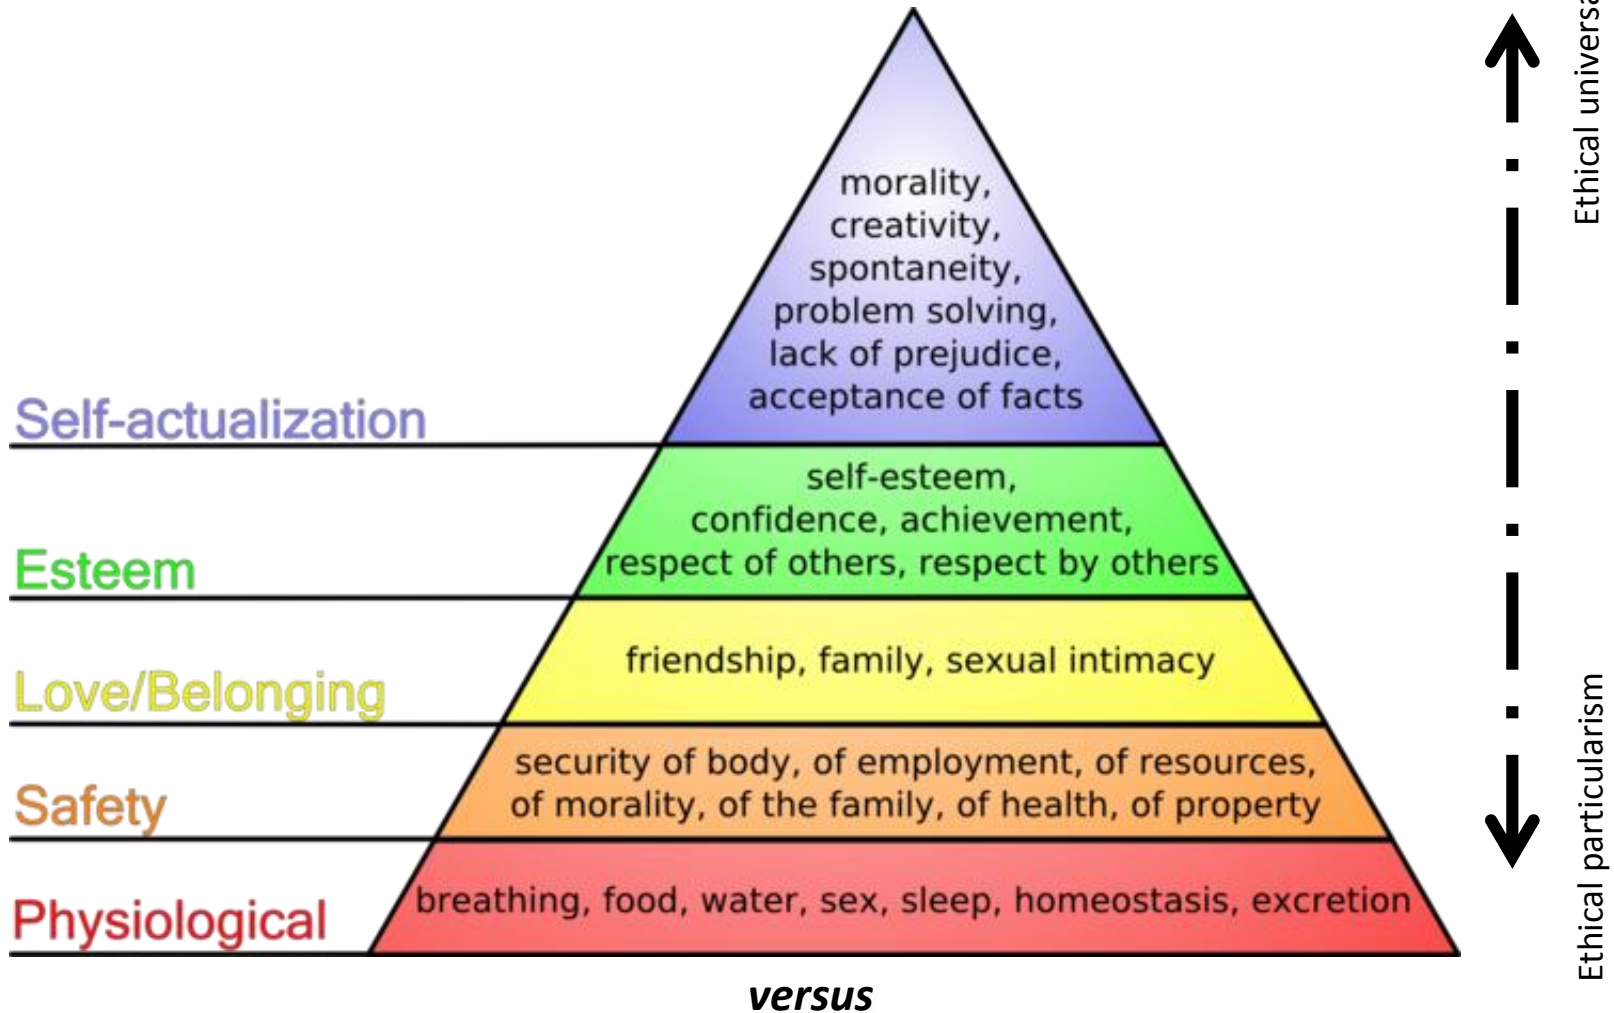 morality,
creativity,
spontaneity,
problem solving,
lack of prejudice,
acceptance of facts
Self-actualization
self-esteem,
confidence, achievement,
respect of others, respect by others
Esteem
friendship, family, sexual intimacy
Love/Belonging
security of body, of employment, of resources,
of morality, of the family, of health, of property
Safety
breathing, food, water, sex, sleep, homeostasis, excretion
Physiological
versus
Ethical
Ethical particularism